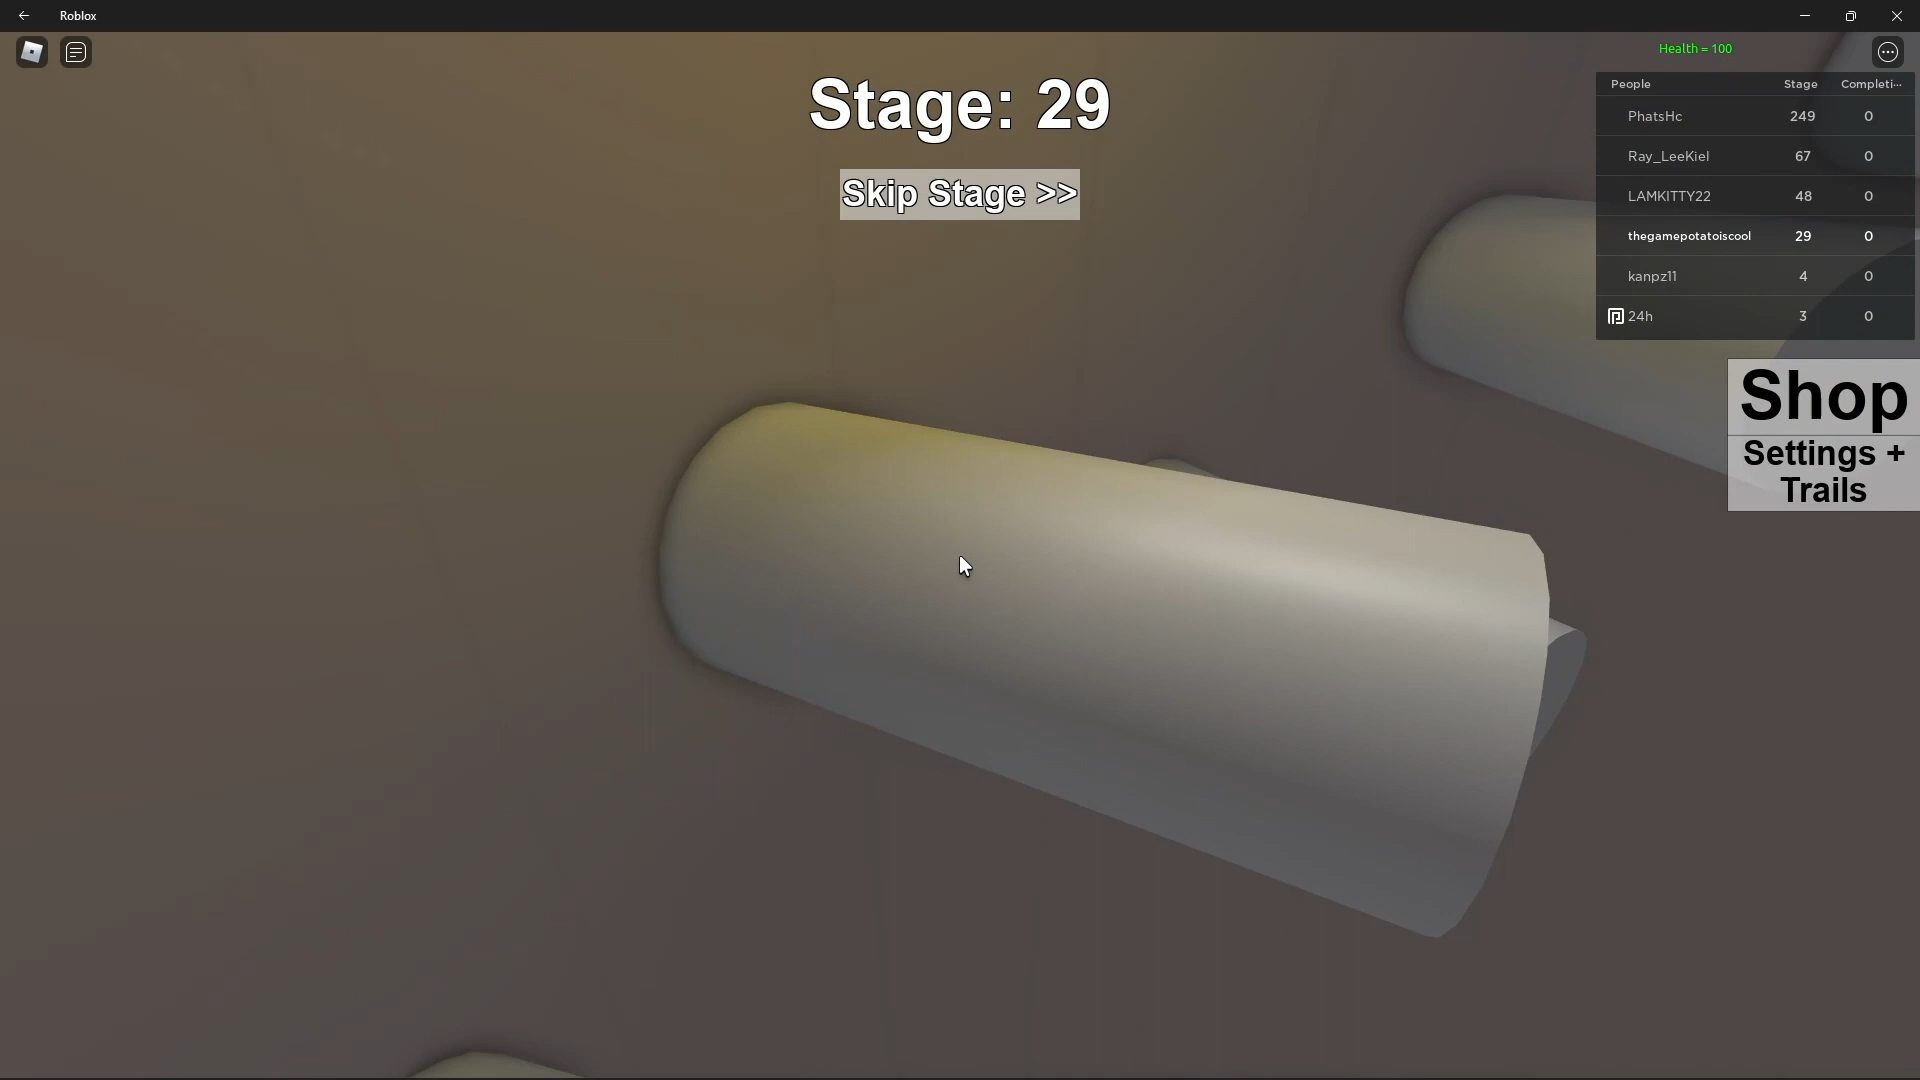 Roblox
Health = 100
Stage: 29
Skip Stage >>
People Stage Completi···
PhatsHc 249 0
Ray_LeeKiel 67 0
LAMKITTY22 48 0
thegamepotatoiscool 29 0
kanpz11 4 0
24h 3 0
Shop
Settings +
Trails